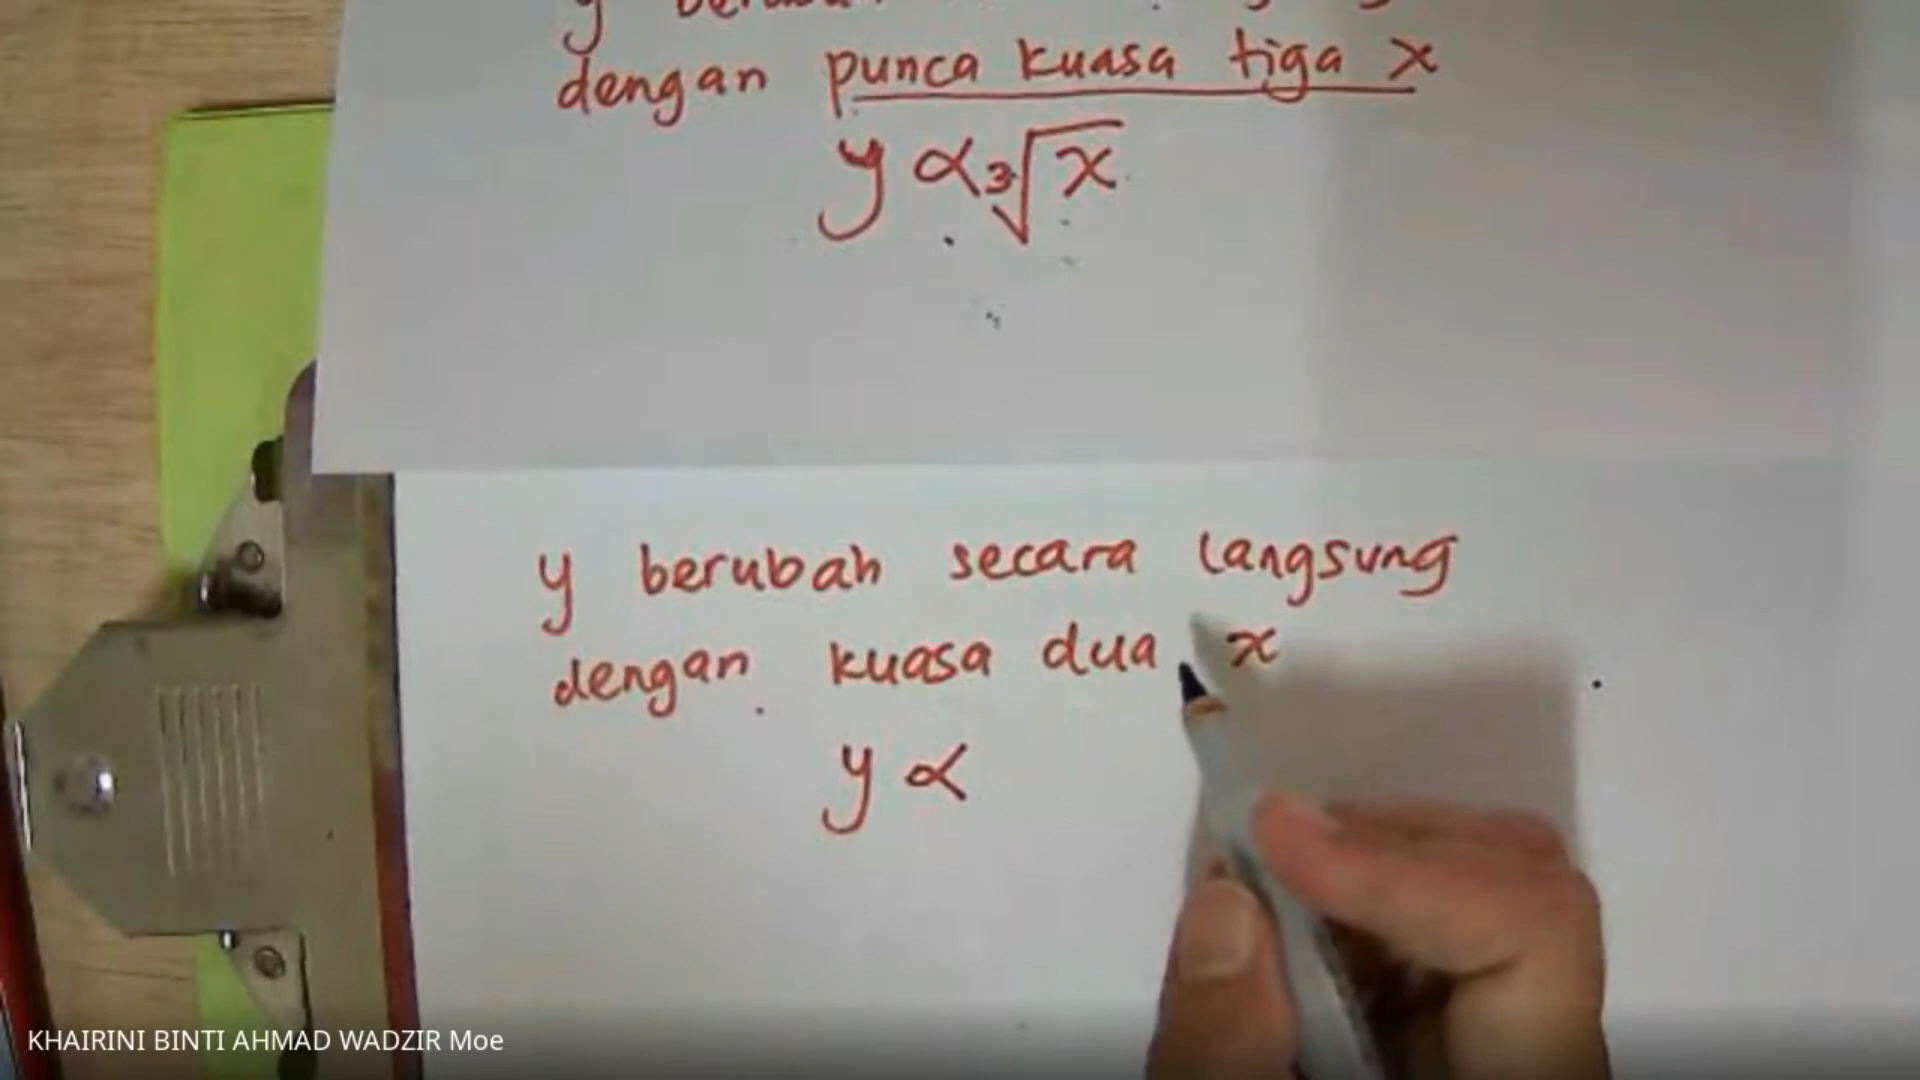 y
dengan punca kuasa tiga x
y ∝ ∛x
y berubah secara langsung
dengan kuasa dua x
y ∝
KHAIRINI BINTI AHMAD WADZIR Moe